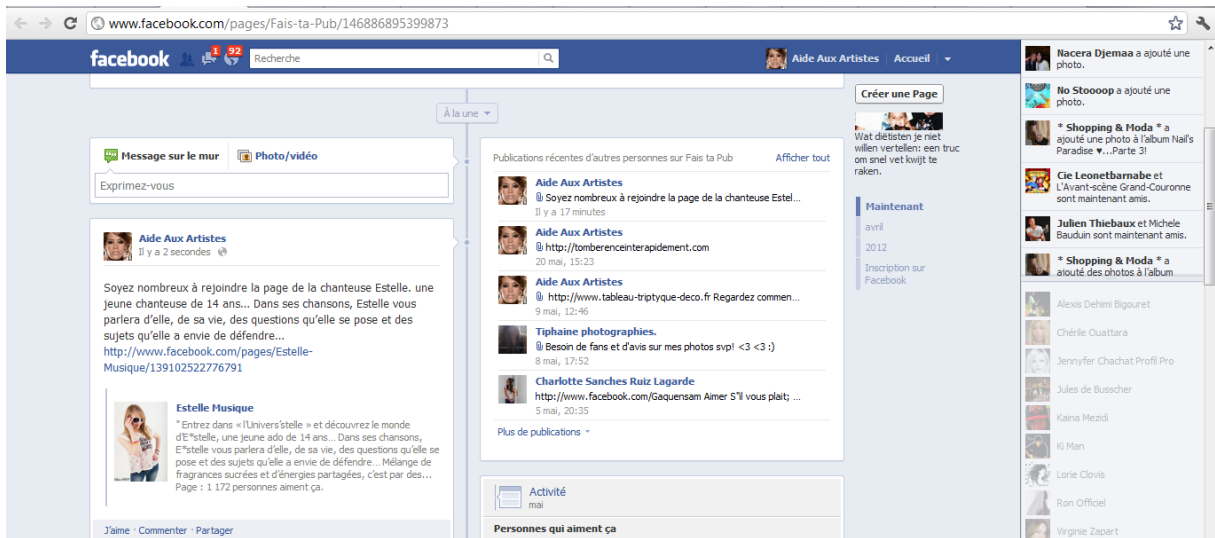 www.facebook.com/pages/Fais-ta-Pub/146886895399873
facebook
1
92
Recherche
Aide Aux Artistes
Accueil
À la une
Message sur le mur
Photo/vidéo
Exprimez-vous
Aide Aux Artistes
Il y a 2 secondes
Soyez nombreux à rejoindre la page de la chanteuse Estelle. une
jeune chanteuse de 14 ans... Dans ses chansons, Estelle vous
parlera d'elle, de sa vie, des questions qu'elle se pose et des
sujets qu'elle a envie de défendre...
http://www.facebook.com/pages/Estelle-
Musique/139102522776791
Estelle Musique
"Entrez dans « l'Univers'stelle » et découvrez le monde
d'E*stelle, une jeune ado de 14 ans... Dans ses chansons,
E*stelle vous parlera d'elle, de sa vie, des questions qu'elle se
pose et des sujets qu'elle a envie de défendre... Mélange de
fragrances sucrées et d'énergies partagées, c'est par des...
Page : 1 172 personnes aiment ça.
J'aime · Commenter · Partager
Publications récentes d'autres personnes sur Fais ta Pub
Afficher tout
Aide Aux Artistes
Soyez nombreux à rejoindre la page de la chanteuse Estel...
Il y a 17 minutes
Aide Aux Artistes
http://tomberenceinterapidement.com
20 mai, 15:23
Aide Aux Artistes
http://www.tableau-triptyque-deco.fr Regardez commen...
9 mai, 12:46
Tiphaine photographies.
Besoin de fans et d'avis sur mes photos svp! <3 <3 :)
8 mai, 17:52
Charlotte Sanches Ruiz Lagarde
http://www.facebook.com/Gaquensam Aimer S"il vous plait; ...
5 mai, 20:35
Plus de publications
Activité
mai
Personnes qui aiment ça
Créer une Page
Wat diëtisten je niet
willen vertellen: een truc
om snel vet kwijt te
raken.
Maintenant
avril
2012
Inscription sur
Facebook
Nacera Djemaa a ajouté une
photo.
No Stoooop a ajouté une
photo.
* Shopping & Moda * a
ajouté une photo à l'album Nail's
Paradise ♥...Parte 3!
Cie Leonetbarnabe et
L'Avant-scène Grand-Couronne
sont maintenant amis.
Julien Thiebaux et Michele
Bauduin sont maintenant amis.
* Shopping & Moda * a
ajouté des photos à l'album
Alexis Dehimi Bigouret
Chérile Ouattara
Jennyfer Chachat Profil Pro
Jules de Busscher
Kaina Mezidi
Ki Man
Lorie Clovis
Ron Officiel
Virginie Zapart